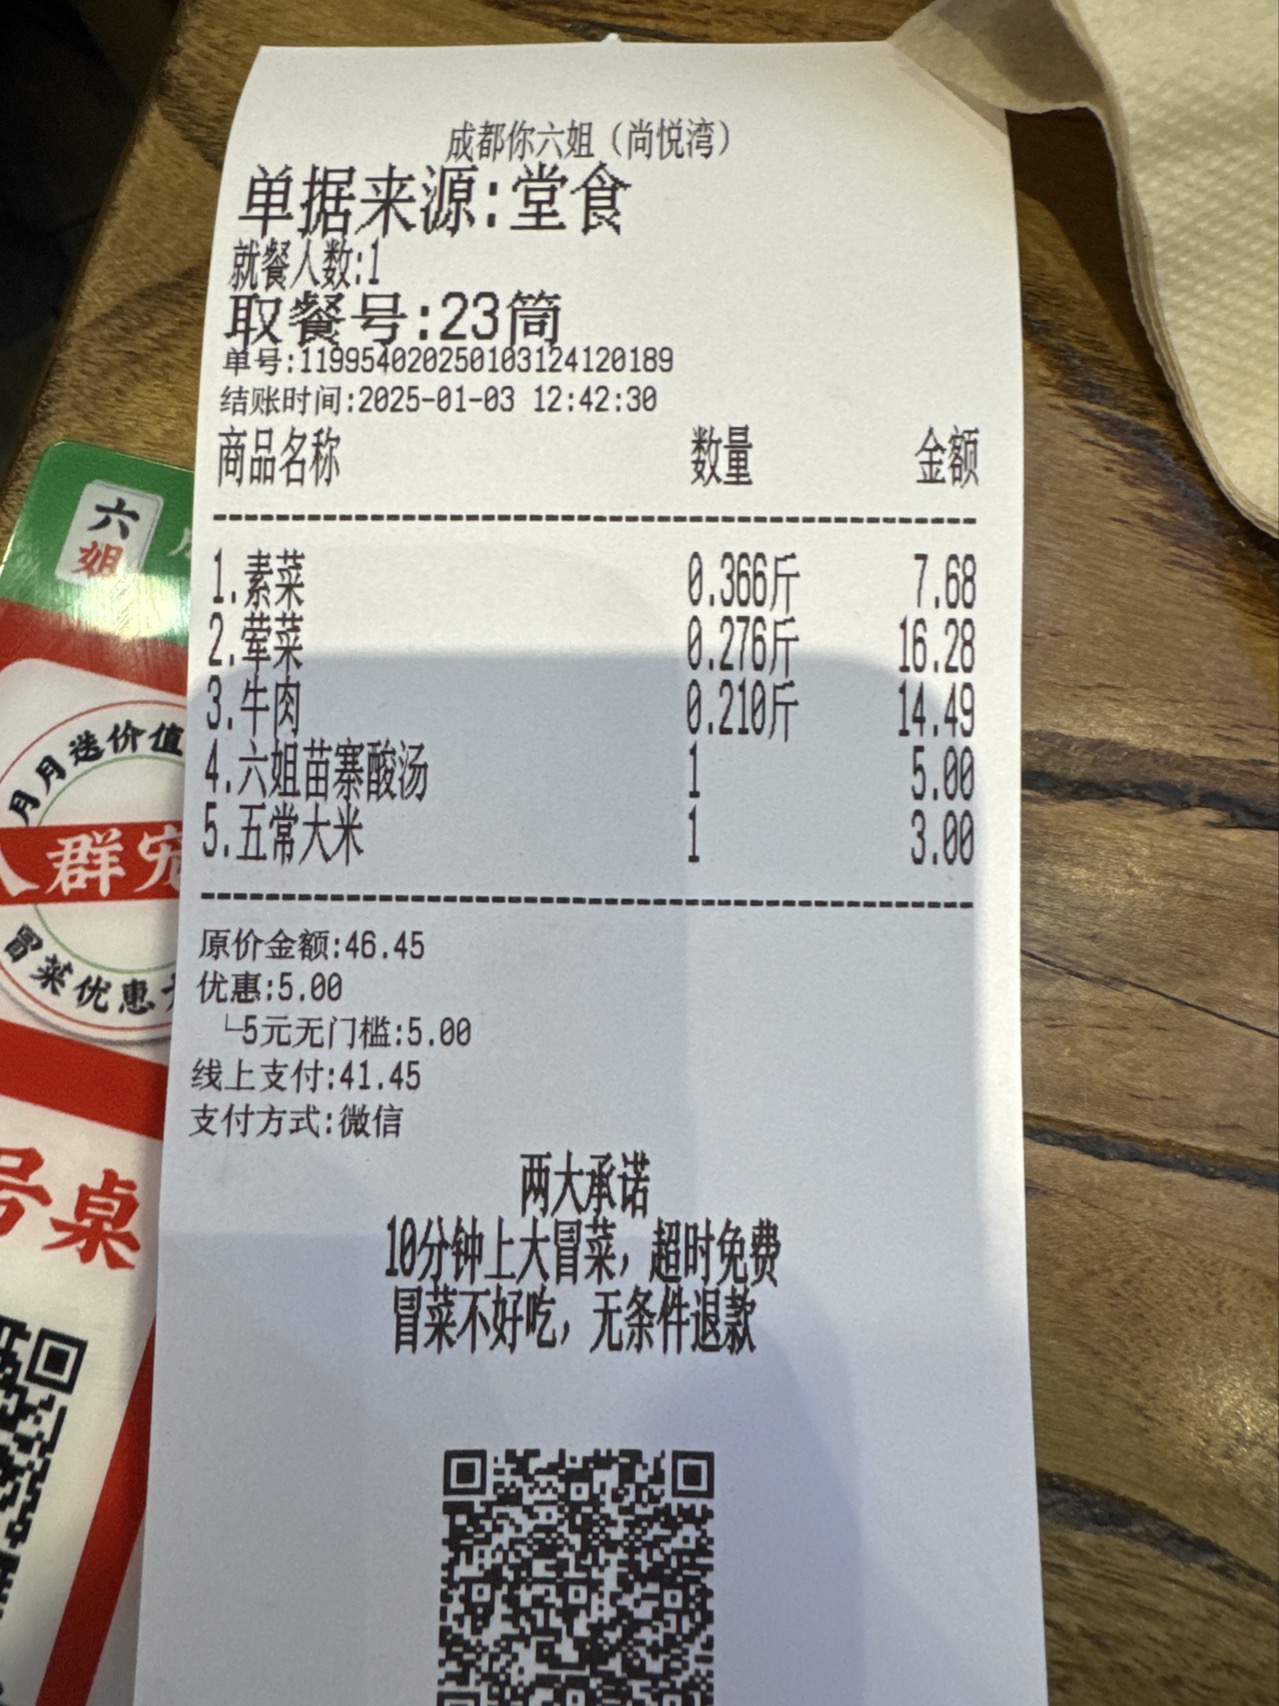 成都你六姐（尚悦湾）
单据来源:堂食
就餐人数:1
取餐号:23筒
单号:119954020250103124120189
结账时间:2025-01-03 12:42:30
商品名称 数量 金额
1.素菜 0.366斤 7.68
2.荤菜 0.276斤 16.28
3.牛肉 0.210斤 14.49
4.六姐苗寨酸汤 1 5.00
5.五常大米 1 3.00
原价金额:46.45
优惠:5.00
└5元无门槛:5.00
线上支付:41.45
支付方式:微信
两大承诺
10分钟上大冒菜，超时免费
冒菜不好吃，无条件退款
六姐
月月送价值
人群宠
冒菜优惠
号桌